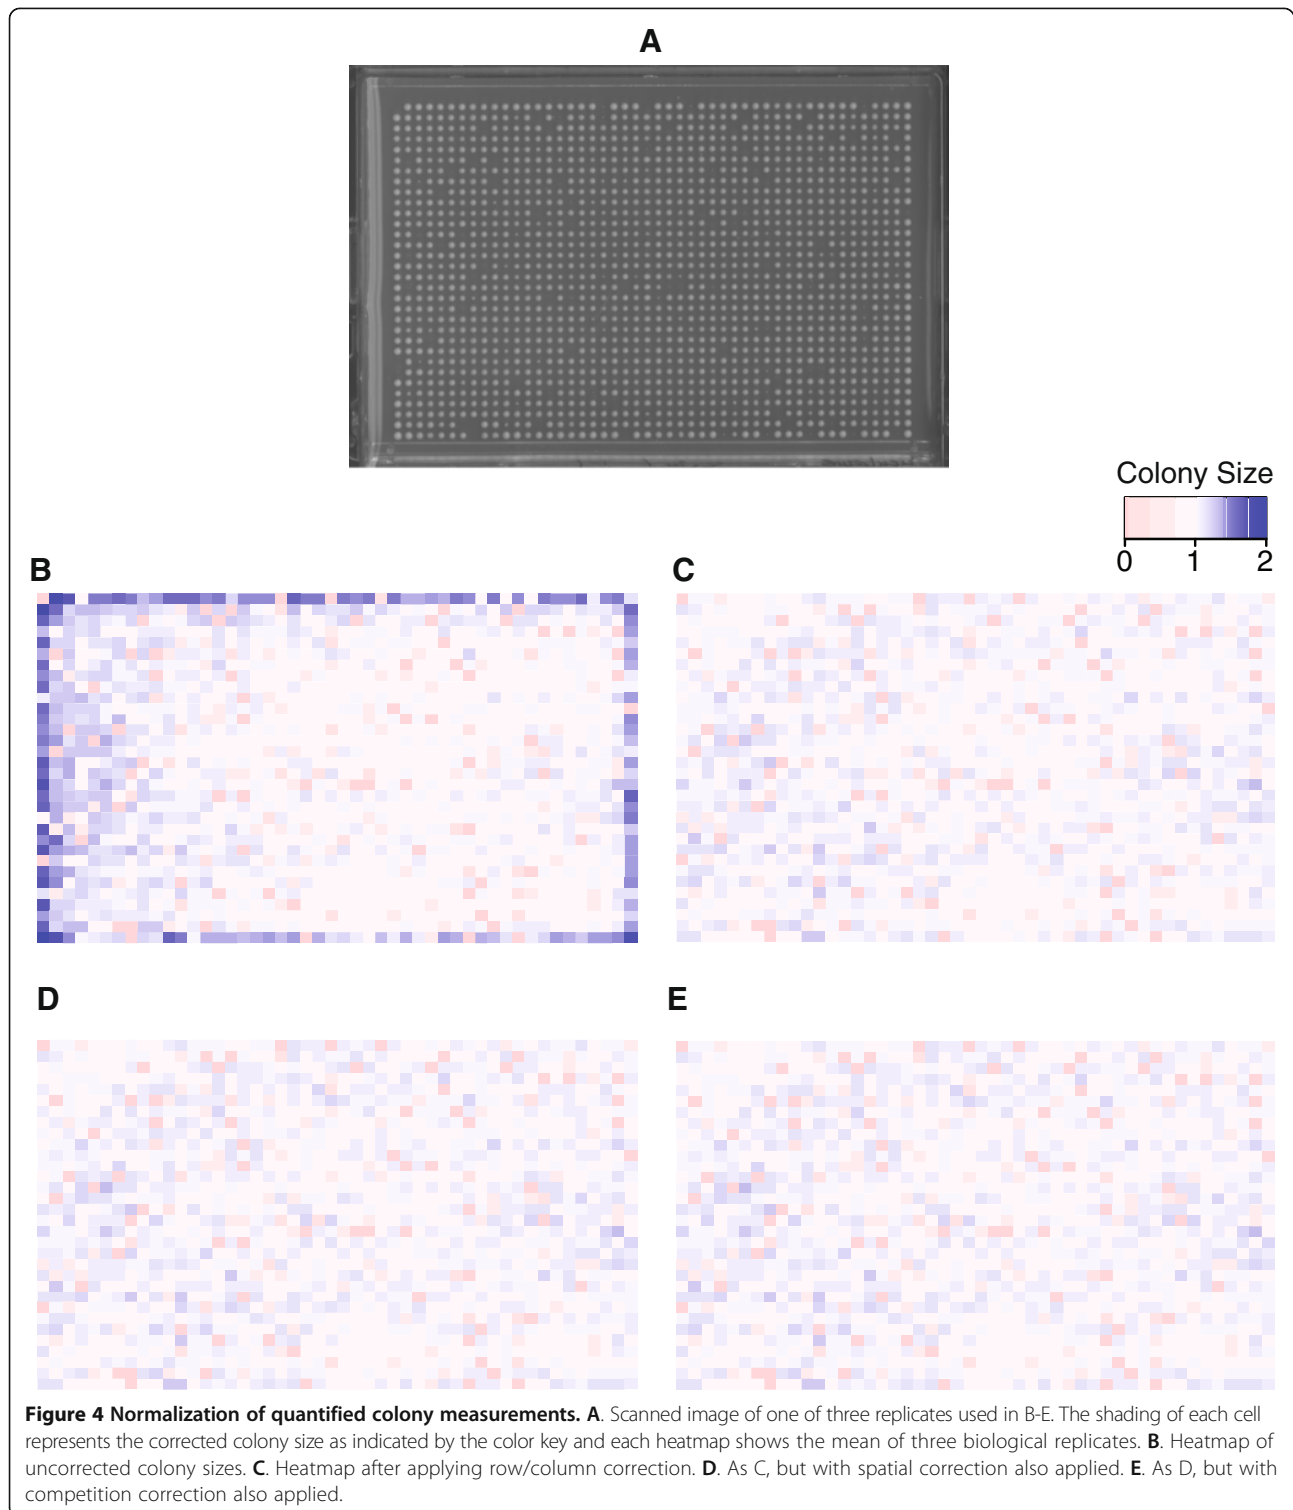 A
Colony Size
0 1 2
B
C
D
E
Figure 4 Normalization of quantified colony measurements. A. Scanned image of one of three replicates used in B-E. The shading of each cell
represents the corrected colony size as indicated by the color key and each heatmap shows the mean of three biological replicates. B. Heatmap of
uncorrected colony sizes. C. Heatmap after applying row/column correction. D. As C, but with spatial correction also applied. E. As D, but with
competition correction also applied.